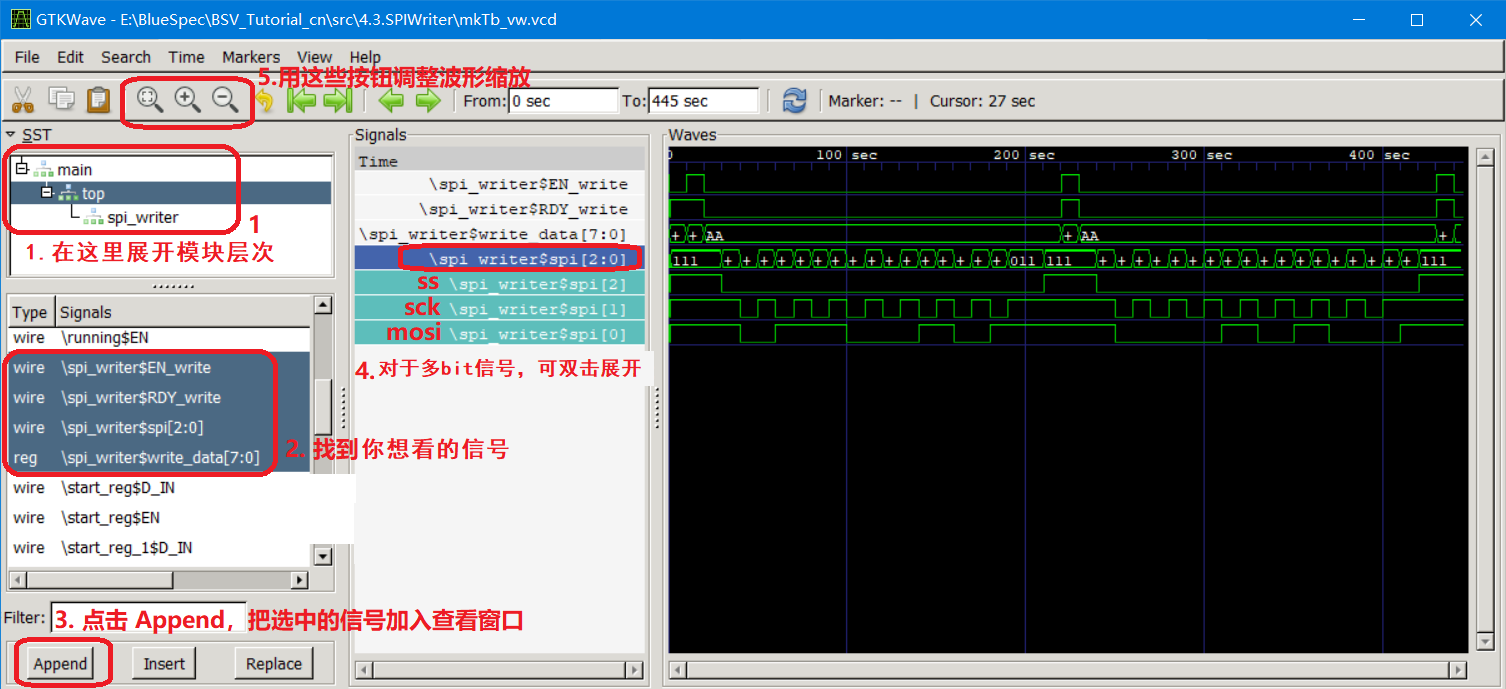 GTKWave - E:\BlueSpec\BSV_Tutorial_cn\src\4.3.SPIWriter\mkTb_vw.vcd
File Edit Search Time Markers View Help
5.用这些按钮调整波形缩放
From: 0 sec To: 445 sec Marker: -- | Cursor: 27 sec
SST
main
top
spi_writer
1
1. 在这里展开模块层次
Type Signals
wire \running$EN
wire \spi_writer$EN_write
wire \spi_writer$RDY_write
wire \spi_writer$spi[2:0]
reg \spi_writer$write_data[7:0]
2. 找到你想看的信号
wire \start_reg$D_IN
wire \start_reg$EN
wire \start_reg_1$D_IN
Filter:
3. 点击 Append，把选中的信号加入查看窗口
Append Insert Replace
Signals
Time
\spi_writer$EN_write
\spi_writer$RDY_write
\spi_writer$write_data[7:0]
\spi_writer$spi[2:0]
ss \spi_writer$spi[2]
sck \spi_writer$spi[1]
mosi \spi_writer$spi[0]
4.对于多bit信号，可双击展开
Waves
0 100 sec 200 sec 300 sec 400 sec
+ + AA + AA +
111 + + + + + + + + + + + + + + + + 011 111 + + + + + + + + + + + + + + + + + + 111